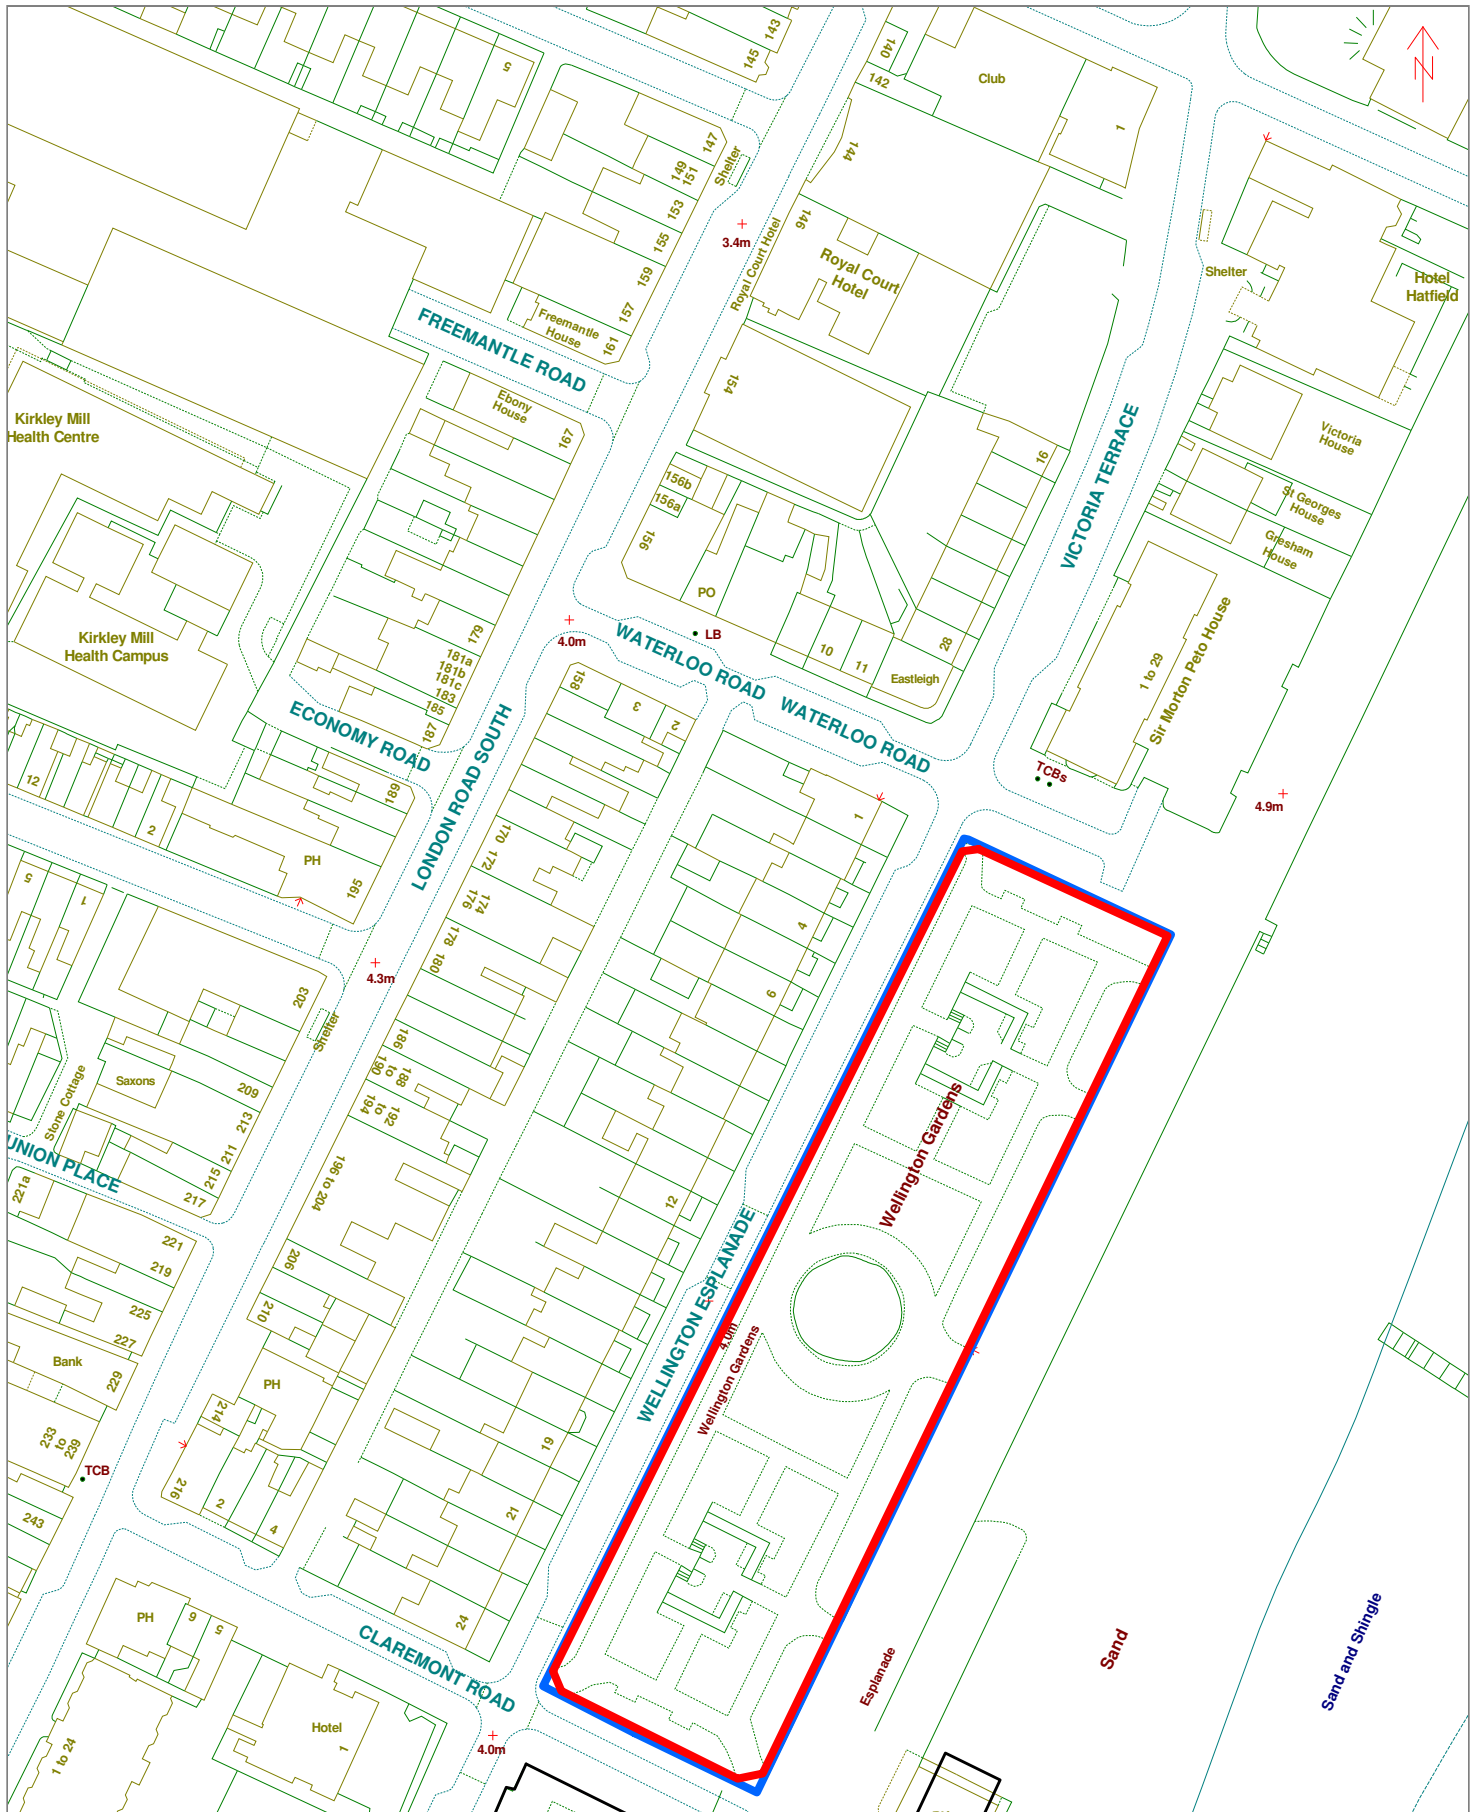 143
145
5
140
142
Club
1
N
147
149
151
Shelter
144
153
155
159
157
161
3.4m
146
Royal Court Hotel
Royal Court
Hotel
Shelter
Hotel
Hatfield
FREEMANTLE ROAD
Freemantle
House
154
Ebony
House
167
Kirkley Mill
Health Centre
16
VICTORIA TERRACE
Victoria
House
St Georges
House
Gresham
House
156b
156a
156
PO
LB
4.0m
WATERLOO ROAD
WATERLOO ROAD
10
11
28
Eastleigh
1 to 29
Sir Morton Peto House
Kirkley Mill
Health Campus
179
181a
181b
181c
183
185
187
158
3
2
ECONOMY ROAD
LONDON ROAD SOUTH
TCBs
4.9m
12
2
189
PH
195
170
172
174
176
178
180
1
4
6
5
1
4.3m
203
Shelter
186
188
to
190
192
to
194
Stone Cottage
Saxons
209
213
211
215
217
UNION PLACE
221a
196 to 204
12
Wellington Gardens
WELLINGTON ESPLANADE
221
219
225
227
206
210
4.0m
Wellington Gardens
Bank
229
PH
214
233
to
239
TCB
216
2
4
243
19
21
24
PH
6
5
CLAREMONT ROAD
Hotel
1
1 to 24
4.0m
Esplanade
Sand
Sand and Shingle